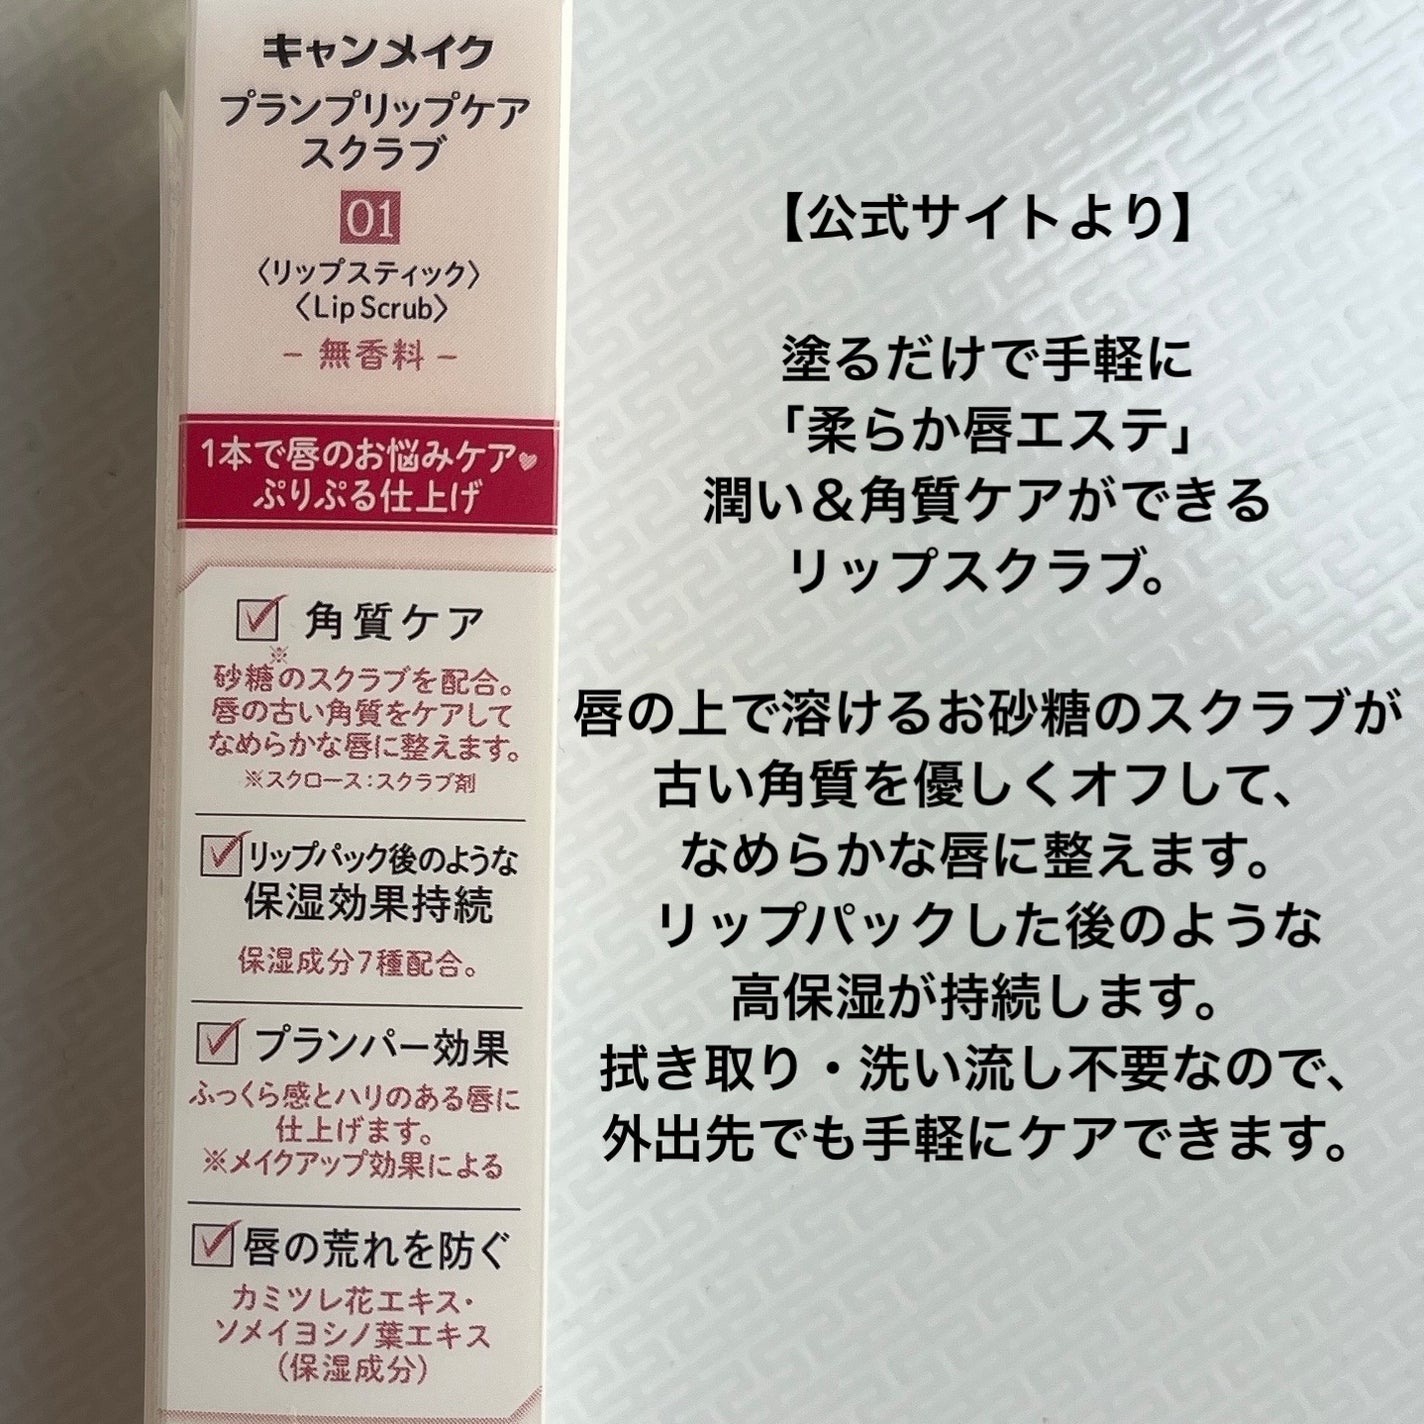 キャンメイク
プランプリップケア
スクラブ
01
〈リップスティック〉
〈Lip Scrub〉
− 無香料 −
1本で唇のお悩みケア♥
ぷりぷる仕上げ
角質ケア
砂糖※のスクラブを配合。
唇の古い角質をケアして
なめらかな唇に整えます。
※スクロース：スクラブ剤
リップパック後のような
保湿効果持続
保湿成分7種配合。
プランパー効果
ふっくら感とハリのある唇に
仕上げます。
※メイクアップ効果による
唇の荒れを防ぐ
カミツレ花エキス・
ソメイヨシノ葉エキス
（保湿成分）
【公式サイトより】
塗るだけで手軽に
「柔らか唇エステ」
潤い＆角質ケアができる
リップスクラブ。
唇の上で溶けるお砂糖のスクラブが
古い角質を優しくオフして、
なめらかな唇に整えます。
リップパックした後のような
高保湿が持続します。
拭き取り・洗い流し不要なので、
外出先でも手軽にケアできます。